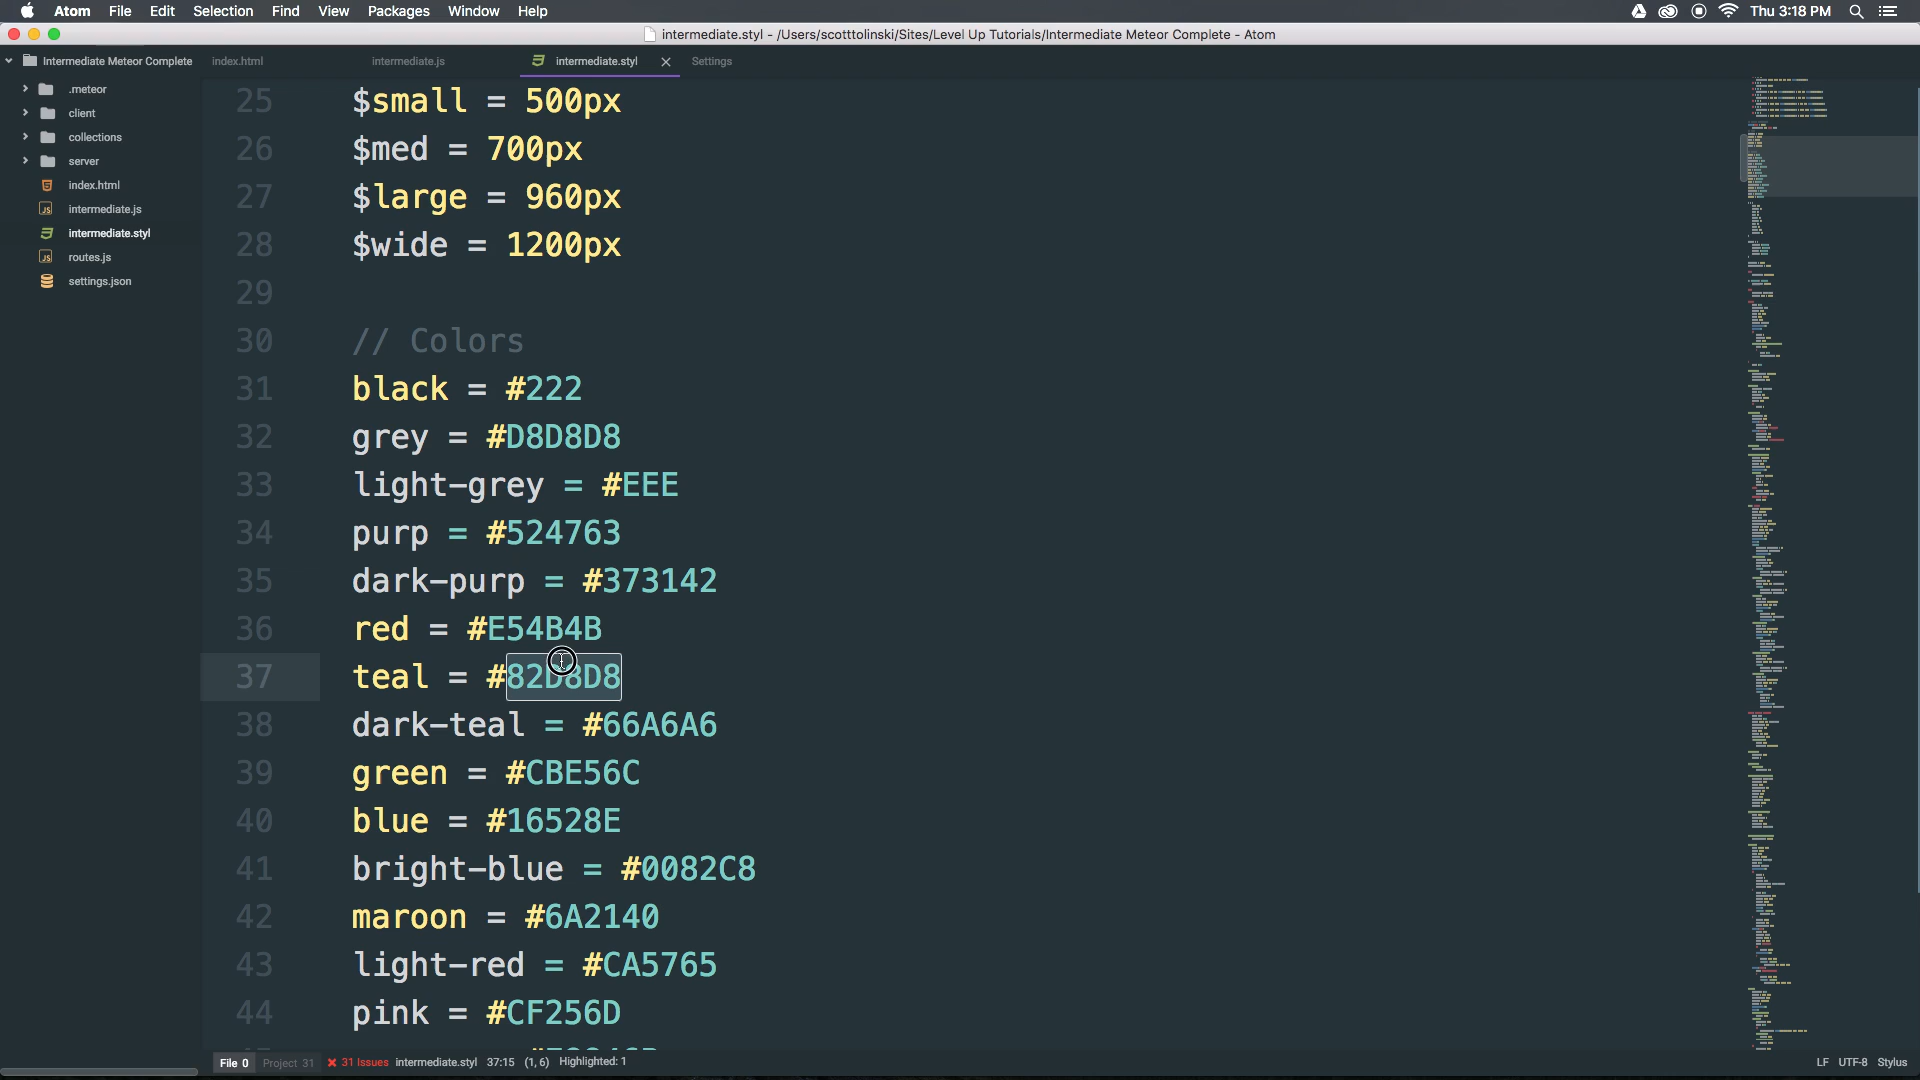 Atom File Edit Selection Find View Packages Window Help Thu 3:18 PM
intermediate.styl - /Users/scotttolinski/Sites/Level Up Tutorials/Intermediate Meteor Complete - Atom
Intermediate Meteor Complete
index.html intermediate.js intermediate.styl Settings
.meteor
client
collections
server
index.html
intermediate.js
intermediate.styl
routes.js
settings.json
25 $small = 500px
26 $med = 700px
27 $large = 960px
28 $wide = 1200px
29
30 // Colors
31 black = #222
32 grey = #D8D8D8
33 light-grey = #EEE
34 purp = #524763
35 dark-purp = #373142
36 red = #E54B4B
37 teal = #82D8D8
38 dark-teal = #66A6A6
39 green = #CBE56C
40 blue = #16528E
41 bright-blue = #0082C8
42 maroon = #6A2140
43 light-red = #CA5765
44 pink = #CF256D
File 0 Project 31 31 Issues intermediate.styl 37:15 (1, 6) Highlighted: 1 LF UTF-8 Stylus